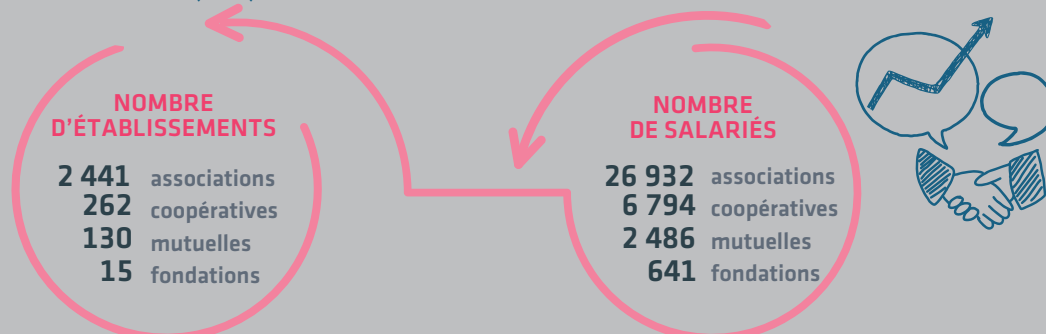 NOMBRE
D'ÉTABLISSEMENTS
2 441 associations
262 coopératives
130 mutuelles
15 fondations
NOMBRE
DE SALARIÉS
26 932 associations
6 794 coopératives
2 486 mutuelles
641 fondations